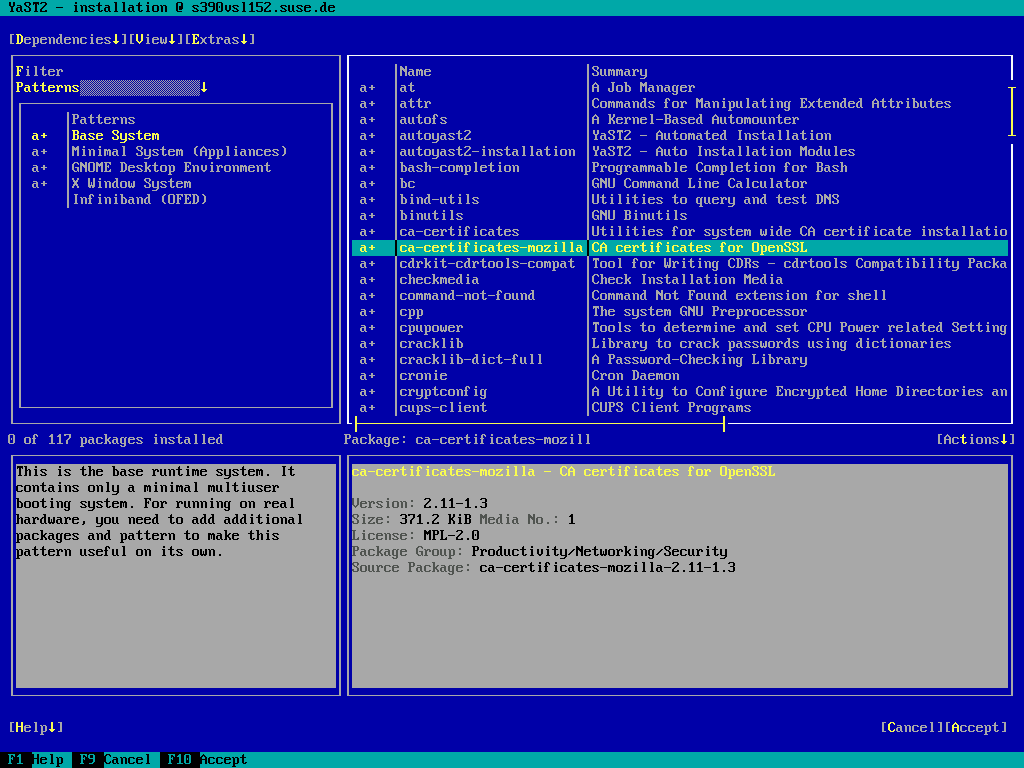 YaST2 - installation @ s390vsl152.suse.de
[Dependencies↓][View↓][Extras↓]
Filter
Patterns ↓
Patterns
a+ Base System
a+ Minimal System (Appliances)
a+ GNOME Desktop Environment
a+ X Window System
Infiniband (OFED)
Name Summary
a+ at A Job Manager
a+ attr Commands for Manipulating Extended Attributes
a+ autofs A Kernel-Based Automounter
a+ autoyast2 YaST2 - Automated Installation
a+ autoyast2-installation YaST2 - Auto Installation Modules
a+ bash-completion Programmable Completion for Bash
a+ bc GNU Command Line Calculator
a+ bind-utils Utilities to query and test DNS
a+ binutils GNU Binutils
a+ ca-certificates Utilities for system wide CA certificate installatio
a+ ca-certificates-mozilla CA certificates for OpenSSL
a+ cdrkit-cdrtools-compat Tool for Writing CDRs - cdrtools Compatibility Packa
a+ checkmedia Check Installation Media
a+ command-not-found Command Not Found extension for shell
a+ cpp The system GNU Preprocessor
a+ cpupower Tools to determine and set CPU Power related Setting
a+ cracklib Library to crack passwords using dictionaries
a+ cracklib-dict-full A Password-Checking Library
a+ cronie Cron Daemon
a+ cryptconfig A Utility to Configure Encrypted Home Directories an
a+ cups-client CUPS Client Programs
0 of 117 packages installed
Package: ca-certificates-mozill
[Actions↓]
This is the base runtime system. It
contains only a minimal multiuser
booting system. For running on real
hardware, you need to add additional
packages and pattern to make this
pattern useful on its own.
ca-certificates-mozilla - CA certificates for OpenSSL
Version: 2.11-1.3
Size: 371.2 KiB Media No.: 1
License: MPL-2.0
Package Group: Productivity/Networking/Security
Source Package: ca-certificates-mozilla-2.11-1.3
[Help↓] [Cancel][Accept]
F1 Help F9 Cancel F10 Accept